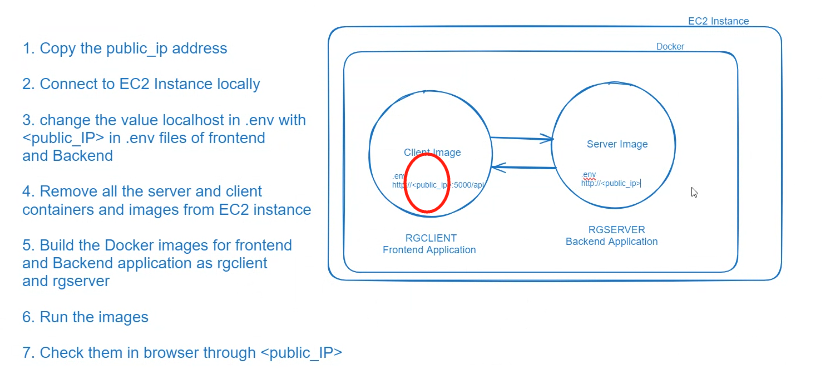 1. Copy the public_ip address
2. Connect to EC2 Instance locally
3. change the value localhost in .env with
<public_IP> in .env files of frontend
and Backend
4. Remove all the server and client
containers and images from EC2 instance
5. Build the Docker images for frontend
and Backend application as rgclient
and rgserver
6. Run the images
7. Check them in browser through <public_IP>
EC2 Instance
Docker
Client Image
.env
http://<public_ip>:5000/api
RGCLIENT
Frontend Application
Server Image
.env
http://<public_ip>
RGSERVER
Backend Application